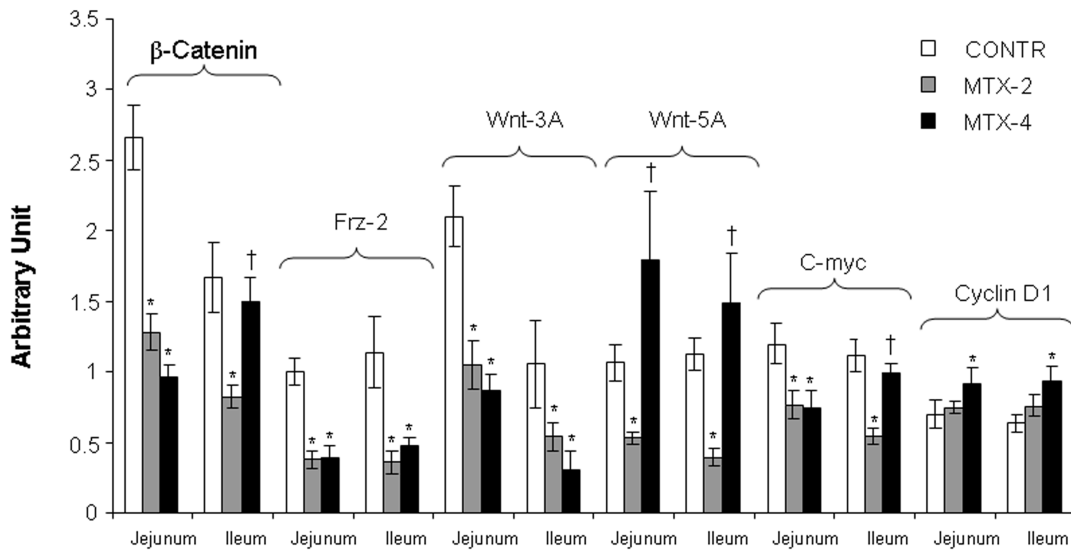 3.5
3
2.5
2
1.5
1
0.5
0
Arbitrary Unit
β-Catenin
Frz-2
Wnt-3A
Wnt-5A
C-myc
Cyclin D1
CONTR
MTX-2
MTX-4
* * * †
* * * *
* * * *
* † * †
* * * †
* *
Jejunum Ileum Jejunum Ileum Jejunum Ileum Jejunum Ileum Jejunum Ileum Jejunum Ileum